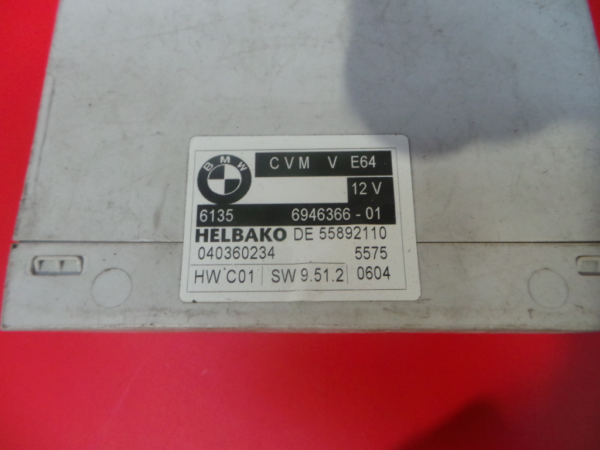 BMW
CVM V E64
12 V
6135 6946366-01
HELBAKO DE 55892110
040360234 5575
HW C01 SW 9.51.2 0604